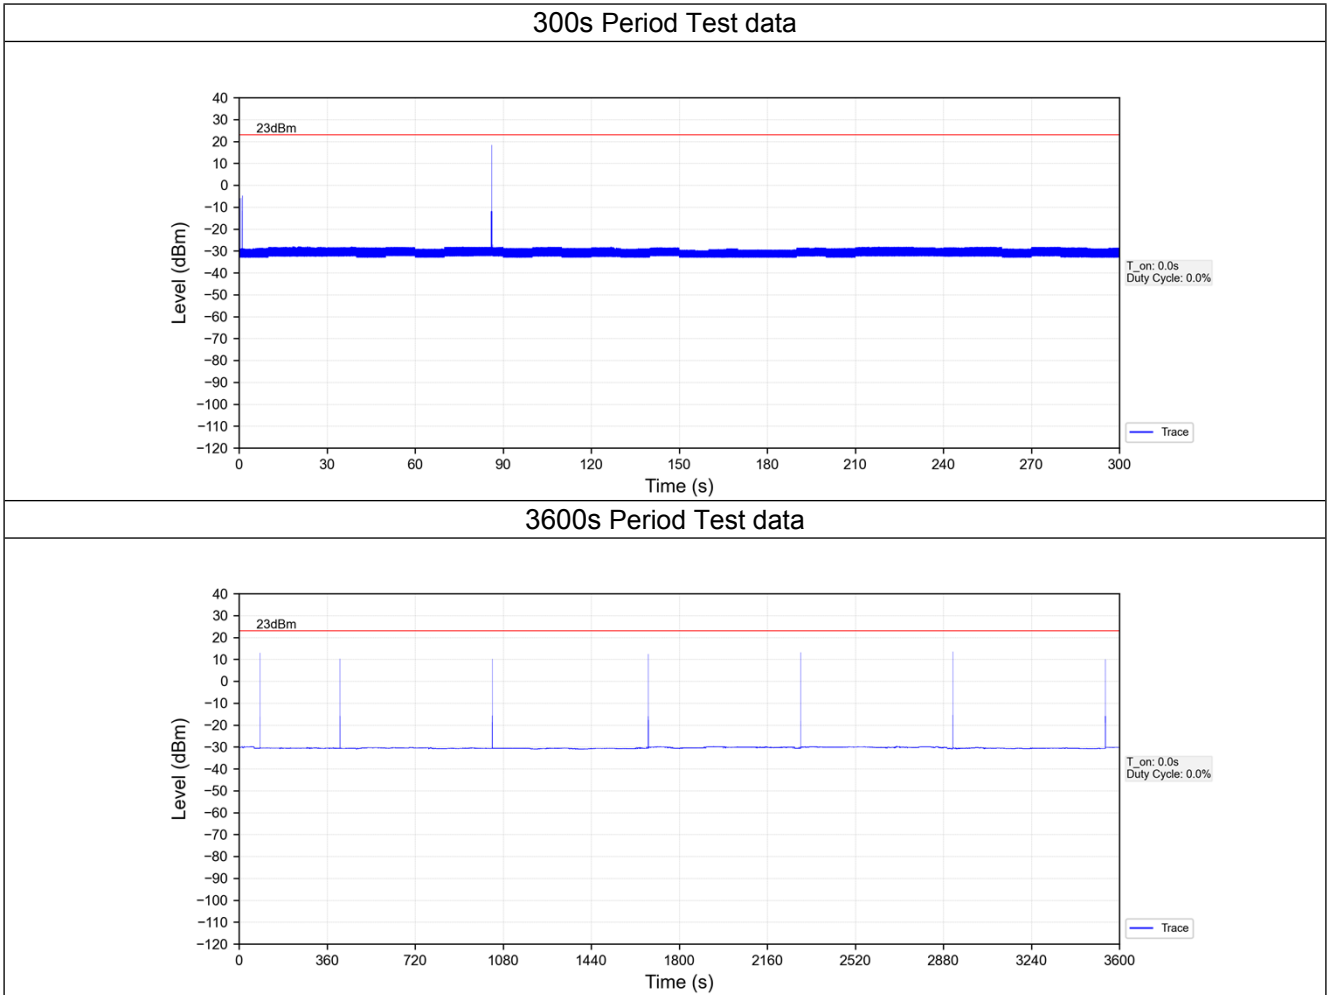 300s Period Test data
40
30
23dBm
20
10
0
−10
−20
−30
−40
−50
−60
−70
−80
−90
−100
−110
−120
Level (dBm)
T_on: 0.0s
Duty Cycle: 0.0%
Trace
0 30 60 90 120 150 180 210 240 270 300
Time (s)
3600s Period Test data
40
30
23dBm
20
10
0
−10
−20
−30
−40
−50
−60
−70
−80
−90
−100
−110
−120
Level (dBm)
T_on: 0.0s
Duty Cycle: 0.0%
Trace
0 360 720 1080 1440 1800 2160 2520 2880 3240 3600
Time (s)